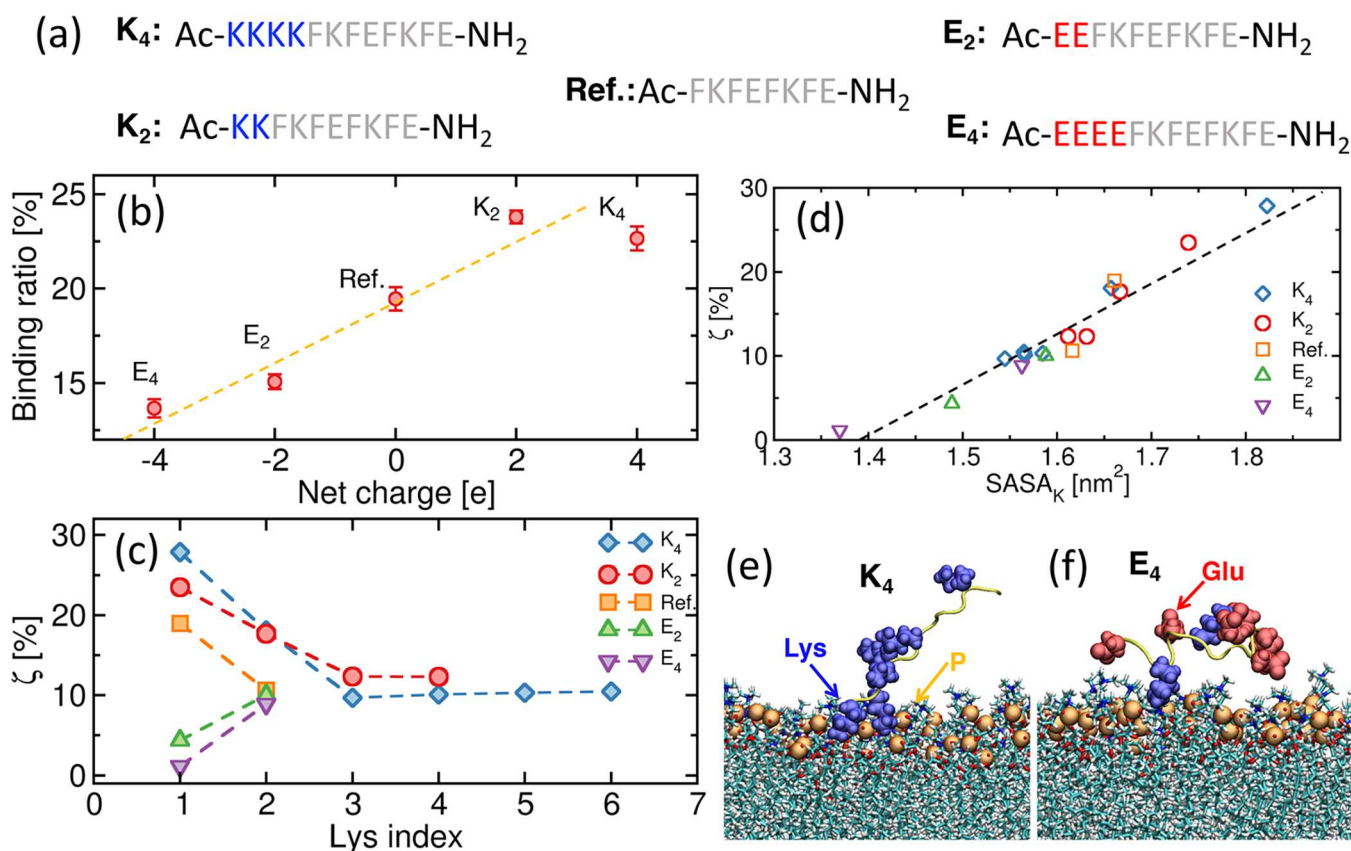 (a) K4: Ac-KKKKFKFEFKFE-NH2
E2: Ac-EEFKFEFKFE-NH2
Ref.:Ac-FKFEFKFE-NH2
K2: Ac-KKFKFEFKFE-NH2
E4: Ac-EEEEFKFEFKFE-NH2
(b)
Binding ratio [%]
25
20
15
E4
E2
Ref.
K2
K4
-4 -2 0 2 4
Net charge [e]
(d)
ζ [%]
30
20
10
0
K4
K2
Ref.
E2
E4
1.3 1.4 1.5 1.6 1.7 1.8
SASAK [nm2]
(c)
ζ [%]
30
20
10
0
K4
K2
Ref.
E2
E4
0 1 2 3 4 5 6 7
Lys index
(e) K4
Lys
P
(f) E4
Glu